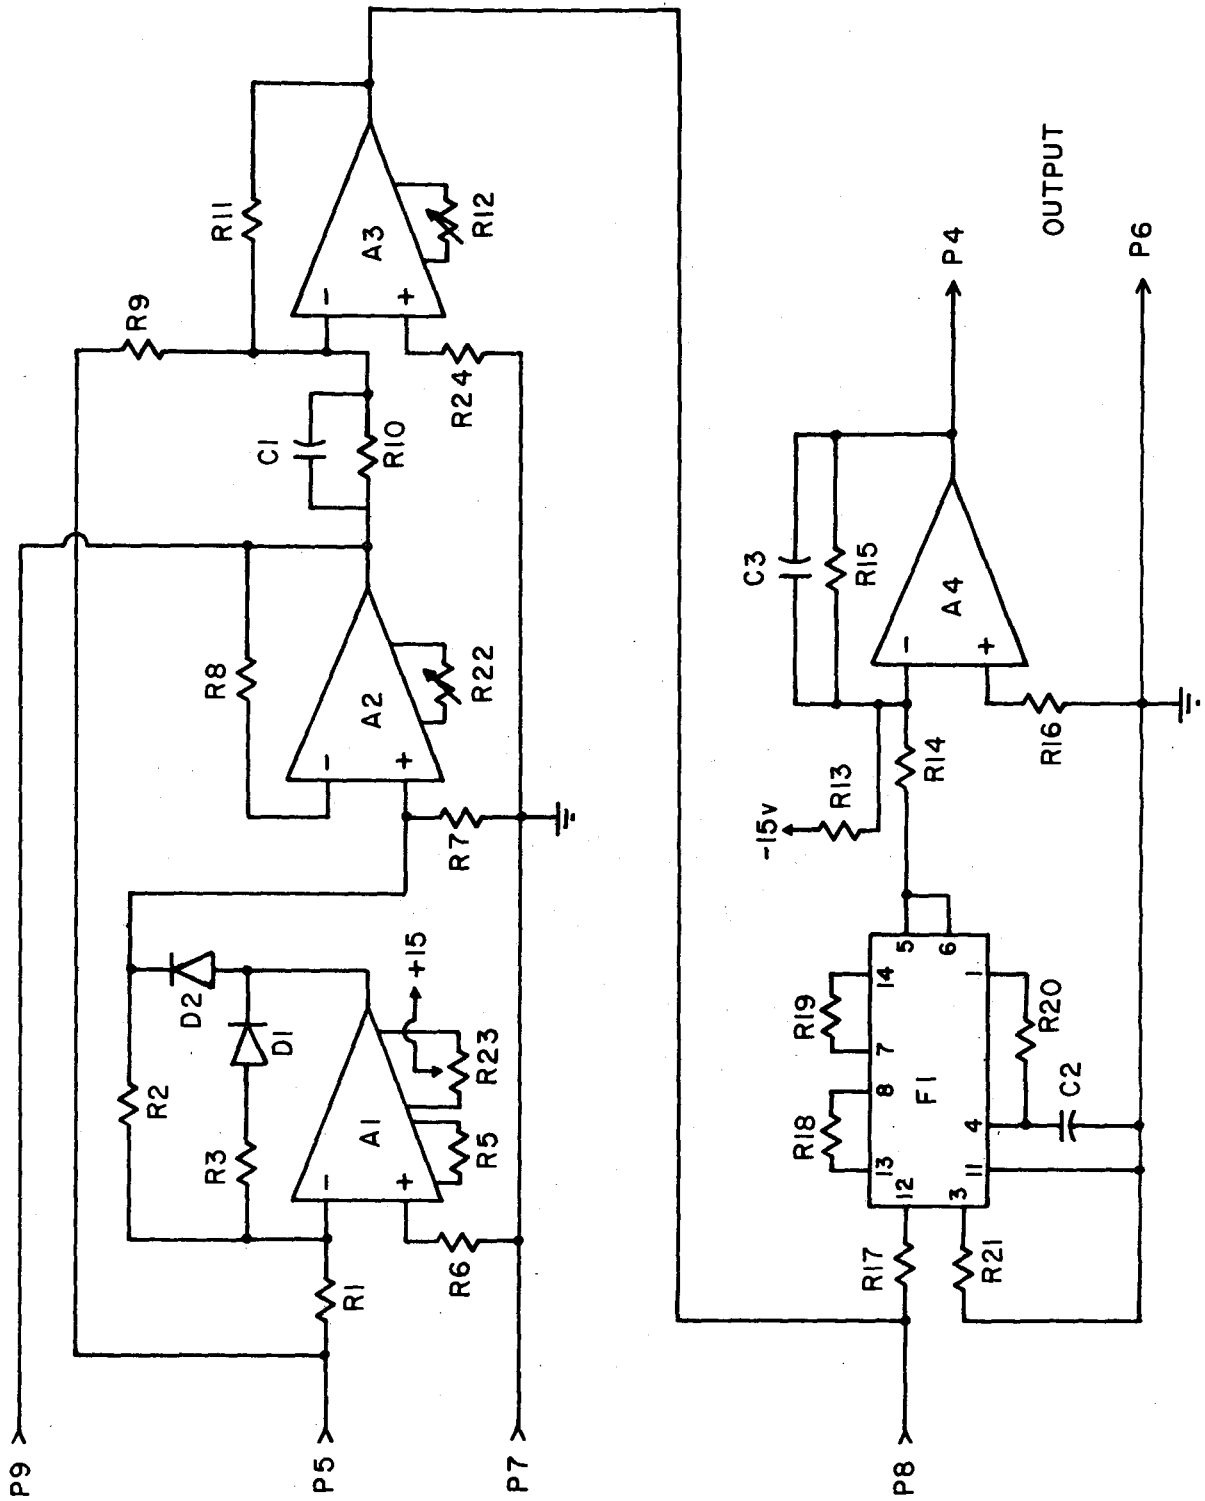 P9
P5
P7
R1
R2
R3
D1
D2
A1
-
+
R5
R23
+15
R6
R7
R8
A2
-
+
R22
C1
R10
R9
R11
A3
-
+
R12
R24
P8
R17
R21
F1
12
3
13
8
7
14
11
4
1
5
6
R18
R19
R20
C2
-15V
R13
R14
C3
R15
A4
-
+
R16
P4
OUTPUT
P6